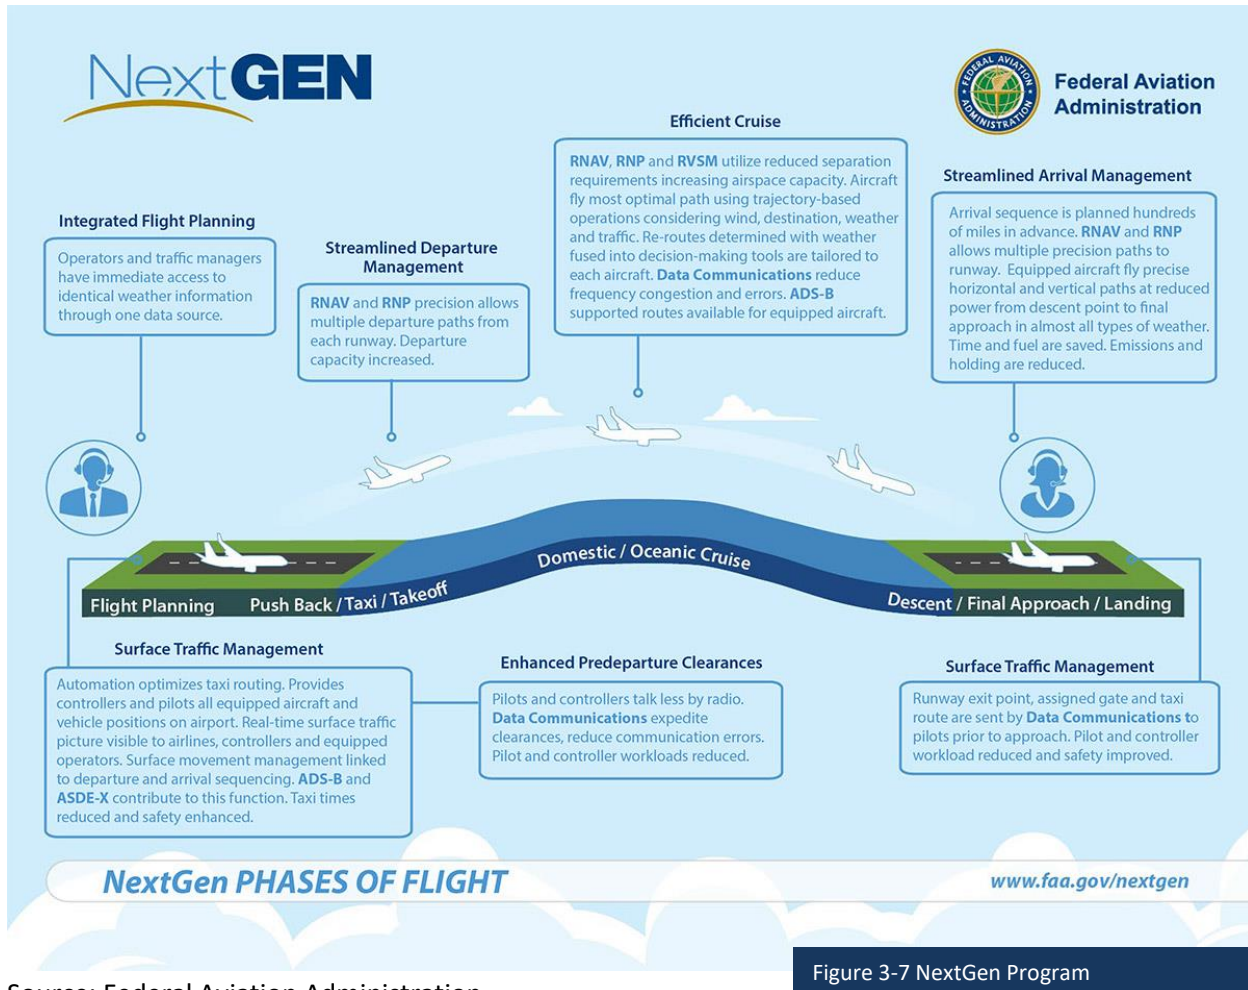 NextGEN
Federal Aviation
Administration
FEDERAL AVIATION
ADMINISTRATION
Efficient Cruise
RNAV, RNP and RVSM utilize reduced separation
requirements increasing airspace capacity. Aircraft
fly most optimal path using trajectory-based
operations considering wind, destination, weather
and traffic. Re-routes determined with weather
fused into decision-making tools are tailored to
each aircraft. Data Communications reduce
frequency congestion and errors. ADS-B
supported routes available for equipped aircraft.
Streamlined Arrival Management
Arrival sequence is planned hundreds
of miles in advance. RNAV and RNP
allows multiple precision paths to
runway. Equipped aircraft fly precise
horizontal and vertical paths at reduced
power from descent point to final
approach in almost all types of weather.
Time and fuel are saved. Emissions and
holding are reduced.
Integrated Flight Planning
Operators and traffic managers
have immediate access to
identical weather information
through one data source.
Streamlined Departure
Management
RNAV and RNP precision allows
multiple departure paths from
each runway. Departure
capacity increased.
Flight Planning
Push Back / Taxi / Takeoff
Domestic / Oceanic Cruise
Descent / Final Approach / Landing
Surface Traffic Management
Automation optimizes taxi routing. Provides
controllers and pilots all equipped aircraft and
vehicle positions on airport. Real-time surface traffic
picture visible to airlines, controllers and equipped
operators. Surface movement management linked
to departure and arrival sequencing. ADS-B and
ASDE-X contribute to this function. Taxi times
reduced and safety enhanced.
Enhanced Predeparture Clearances
Pilots and controllers talk less by radio.
Data Communications expedite
clearances, reduce communication errors.
Pilot and controller workloads reduced.
Surface Traffic Management
Runway exit point, assigned gate and taxi
route are sent by Data Communications to
pilots prior to approach. Pilot and controller
workload reduced and safety improved.
NextGen PHASES OF FLIGHT
www.faa.gov/nextgen
Figure 3-7 NextGen Program
Source: Federal Aviation Administration